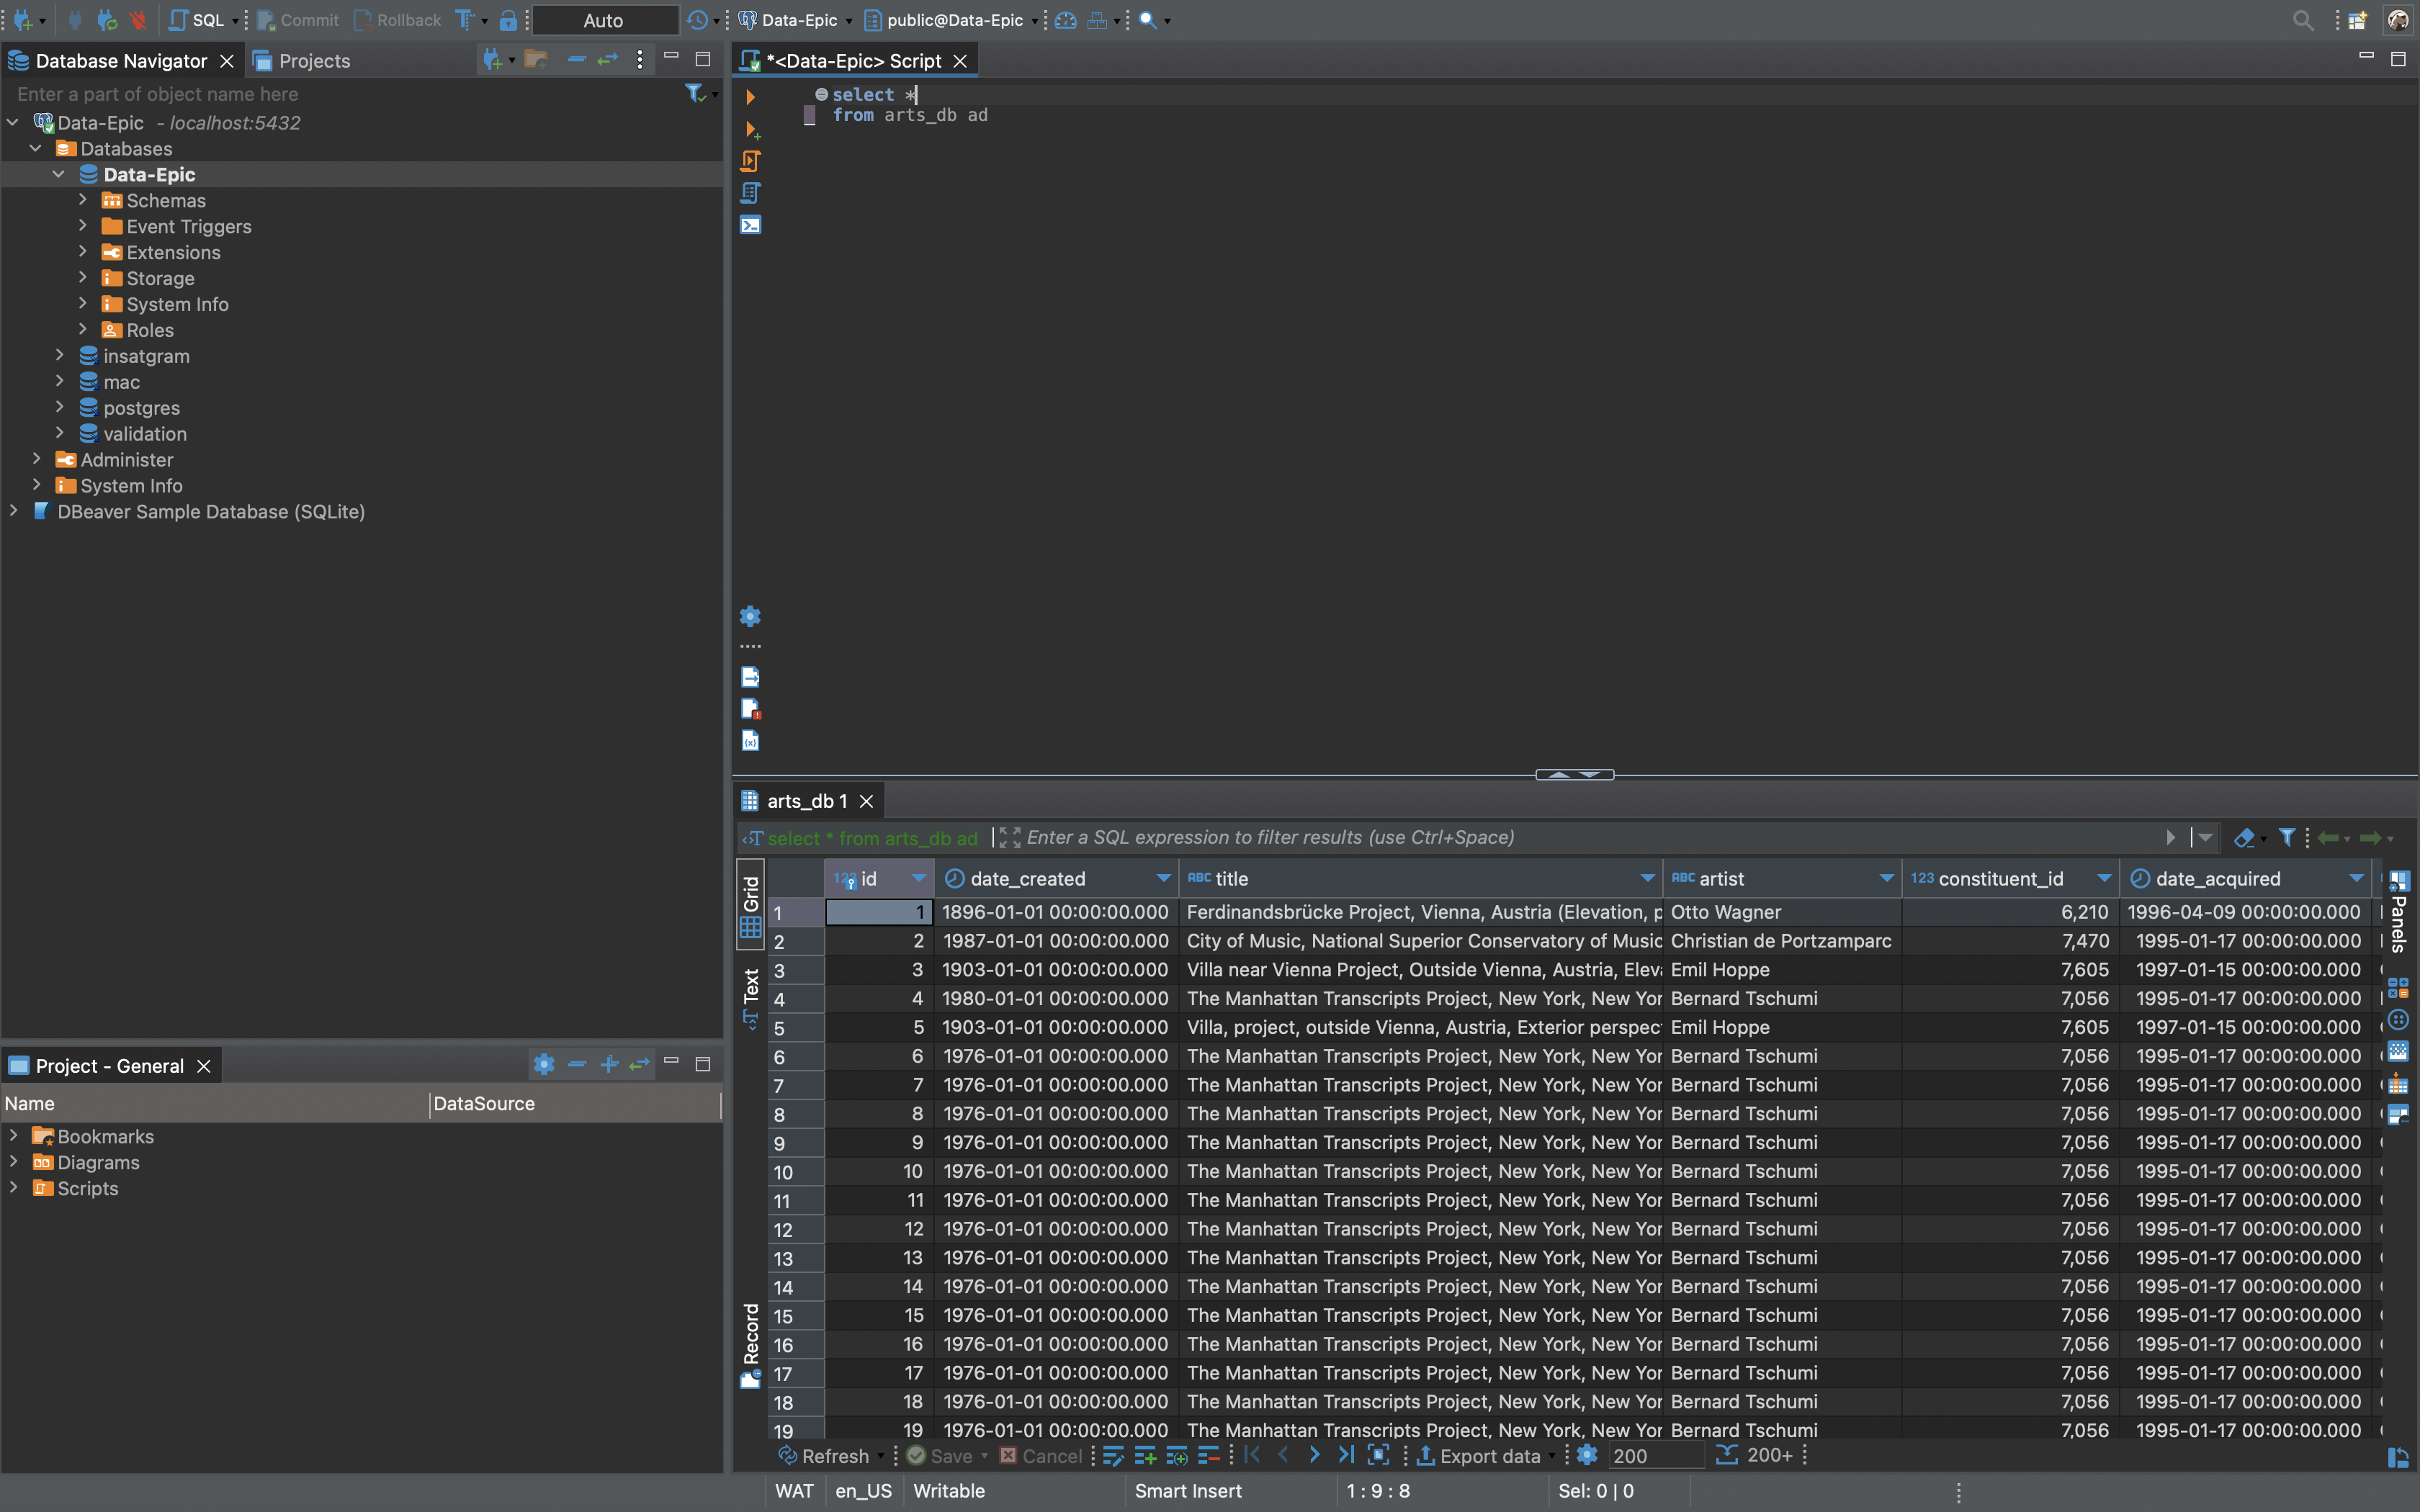 SQL Commit Rollback Auto Data-Epic public@Data-Epic
Database Navigator Projects
Enter a part of object name here
Data-Epic - localhost:5432
Databases
Data-Epic
Schemas
Event Triggers
Extensions
Storage
System Info
Roles
insatgram
mac
postgres
validation
Administer
System Info
DBeaver Sample Database (SQLite)
Project - General
Name DataSource
Bookmarks
Diagrams
Scripts
*<Data-Epic> Script
select *
from arts_db ad
arts_db 1
select * from arts_db ad Enter a SQL expression to filter results (use Ctrl+Space)
Grid
Text
Record
Panels
123 id date_created ABC title ABC artist 123 constituent_id date_acquired
1 1 1896-01-01 00:00:00.000 Ferdinandsbrücke Project, Vienna, Austria (Elevation, p Otto Wagner 6,210 1996-04-09 00:00:00.000
2 2 1987-01-01 00:00:00.000 City of Music, National Superior Conservatory of Music Christian de Portzamparc 7,470 1995-01-17 00:00:00.000
3 3 1903-01-01 00:00:00.000 Villa near Vienna Project, Outside Vienna, Austria, Elev Emil Hoppe 7,605 1997-01-15 00:00:00.000
4 4 1980-01-01 00:00:00.000 The Manhattan Transcripts Project, New York, New Yor Bernard Tschumi 7,056 1995-01-17 00:00:00.000
5 5 1903-01-01 00:00:00.000 Villa, project, outside Vienna, Austria, Exterior perspec Emil Hoppe 7,605 1997-01-15 00:00:00.000
6 6 1976-01-01 00:00:00.000 The Manhattan Transcripts Project, New York, New Yor Bernard Tschumi 7,056 1995-01-17 00:00:00.000
7 7 1976-01-01 00:00:00.000 The Manhattan Transcripts Project, New York, New Yor Bernard Tschumi 7,056 1995-01-17 00:00:00.000
8 8 1976-01-01 00:00:00.000 The Manhattan Transcripts Project, New York, New Yor Bernard Tschumi 7,056 1995-01-17 00:00:00.000
9 9 1976-01-01 00:00:00.000 The Manhattan Transcripts Project, New York, New Yor Bernard Tschumi 7,056 1995-01-17 00:00:00.000
10 10 1976-01-01 00:00:00.000 The Manhattan Transcripts Project, New York, New Yor Bernard Tschumi 7,056 1995-01-17 00:00:00.000
11 11 1976-01-01 00:00:00.000 The Manhattan Transcripts Project, New York, New Yor Bernard Tschumi 7,056 1995-01-17 00:00:00.000
12 12 1976-01-01 00:00:00.000 The Manhattan Transcripts Project, New York, New Yor Bernard Tschumi 7,056 1995-01-17 00:00:00.000
13 13 1976-01-01 00:00:00.000 The Manhattan Transcripts Project, New York, New Yor Bernard Tschumi 7,056 1995-01-17 00:00:00.000
14 14 1976-01-01 00:00:00.000 The Manhattan Transcripts Project, New York, New Yor Bernard Tschumi 7,056 1995-01-17 00:00:00.000
15 15 1976-01-01 00:00:00.000 The Manhattan Transcripts Project, New York, New Yor Bernard Tschumi 7,056 1995-01-17 00:00:00.000
16 16 1976-01-01 00:00:00.000 The Manhattan Transcripts Project, New York, New Yor Bernard Tschumi 7,056 1995-01-17 00:00:00.000
17 17 1976-01-01 00:00:00.000 The Manhattan Transcripts Project, New York, New Yor Bernard Tschumi 7,056 1995-01-17 00:00:00.000
18 18 1976-01-01 00:00:00.000 The Manhattan Transcripts Project, New York, New Yor Bernard Tschumi 7,056 1995-01-17 00:00:00.000
19 19 1976-01-01 00:00:00.000 The Manhattan Transcripts Project, New York, New Yor Bernard Tschumi 7,056 1995-01-17 00:00:00.000
Refresh Save Cancel Export data 200 200+
WAT en_US Writable Smart Insert 1 : 9 : 8 Sel: 0 | 0